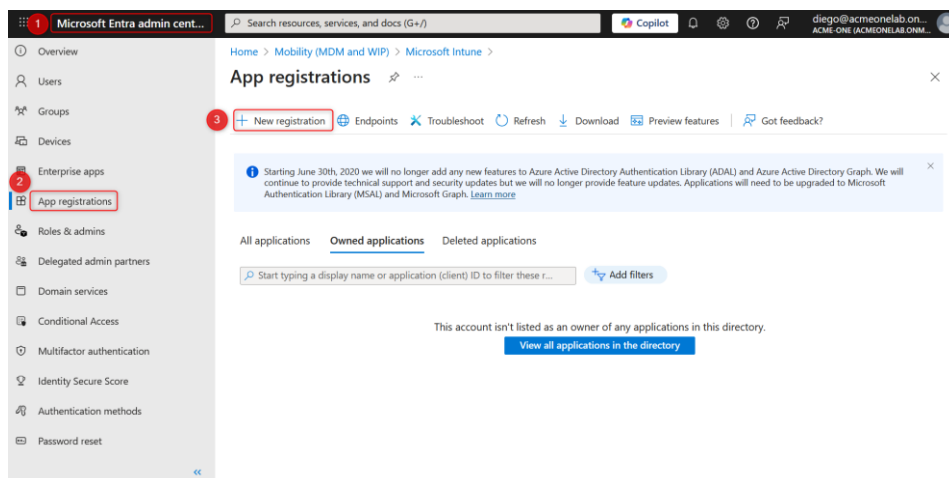 1 Microsoft Entra admin cent...
Search resources, services, and docs (G+/)
Copilot
diego@acmeonelab.on...
ACME-ONE (ACMEONELAB.ONM...
Overview
Users
Groups
Devices
Enterprise apps
2
App registrations
Roles & admins
Delegated admin partners
Domain services
Conditional Access
Multifactor authentication
Identity Secure Score
Authentication methods
Password reset
«
Home > Mobility (MDM and WIP) > Microsoft Intune >
App registrations ...
3 + New registration Endpoints Troubleshoot Refresh Download Preview features Got feedback?
Starting June 30th, 2020 we will no longer add any new features to Azure Active Directory Authentication Library (ADAL) and Azure Active Directory Graph. We will
continue to provide technical support and security updates but we will no longer provide feature updates. Applications will need to be upgraded to Microsoft
Authentication Library (MSAL) and Microsoft Graph. Learn more
All applications Owned applications Deleted applications
Start typing a display name or application (client) ID to filter these r... Add filters
This account isn't listed as an owner of any applications in this directory.
View all applications in the directory